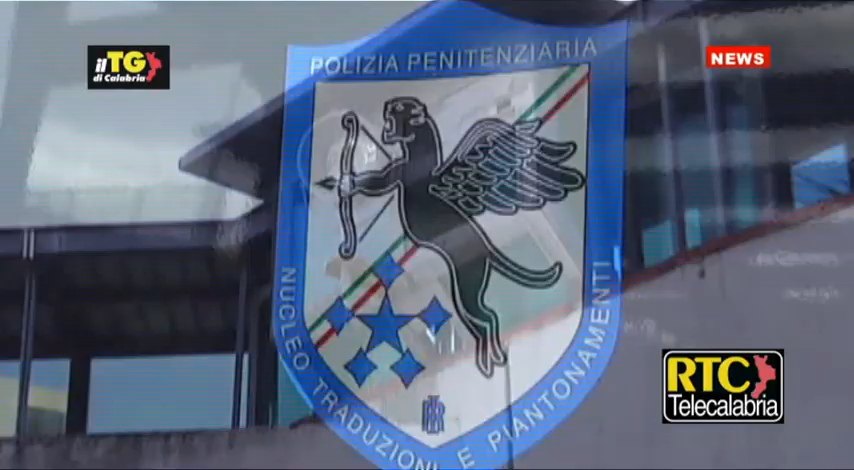 il TG
di Calabria
NEWS
POLIZIA PENITENZIARIA
NUCLEO TRADUZIONI E PIANTONAMENTI
RTC
Telecalabria